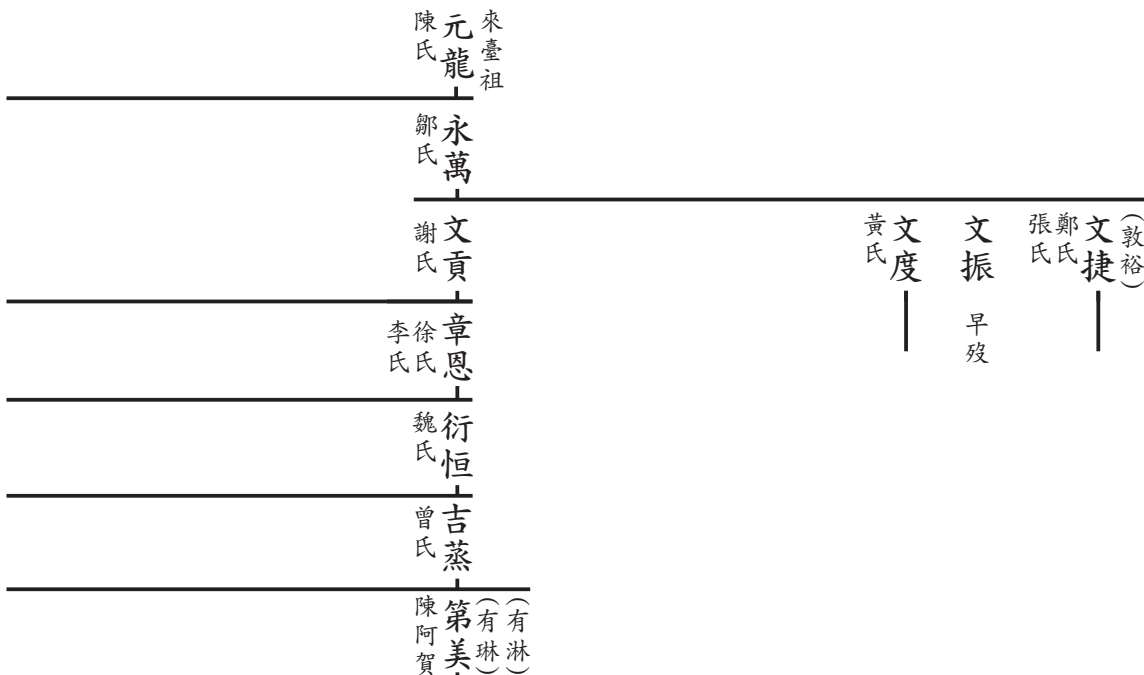 來臺祖
元龍
陳氏
永萬
鄒氏
(敦裕)
文捷
鄭氏
張氏
文振 早歿
文度
黃氏
文貢
謝氏
章恩
徐氏
李氏
衍恒
魏氏
吉蒸
曾氏
(有淋)
(有琳)
第美
陳阿賀